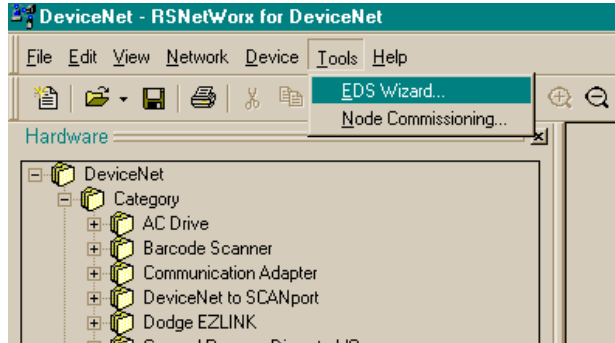 DeviceNet - RSNetWorx for DeviceNet
File Edit View Network Device Tools Help
EDS Wizard...
Node Commissioning...
Hardware
DeviceNet
Category
AC Drive
Barcode Scanner
Communication Adapter
DeviceNet to SCANport
Dodge EZLINK